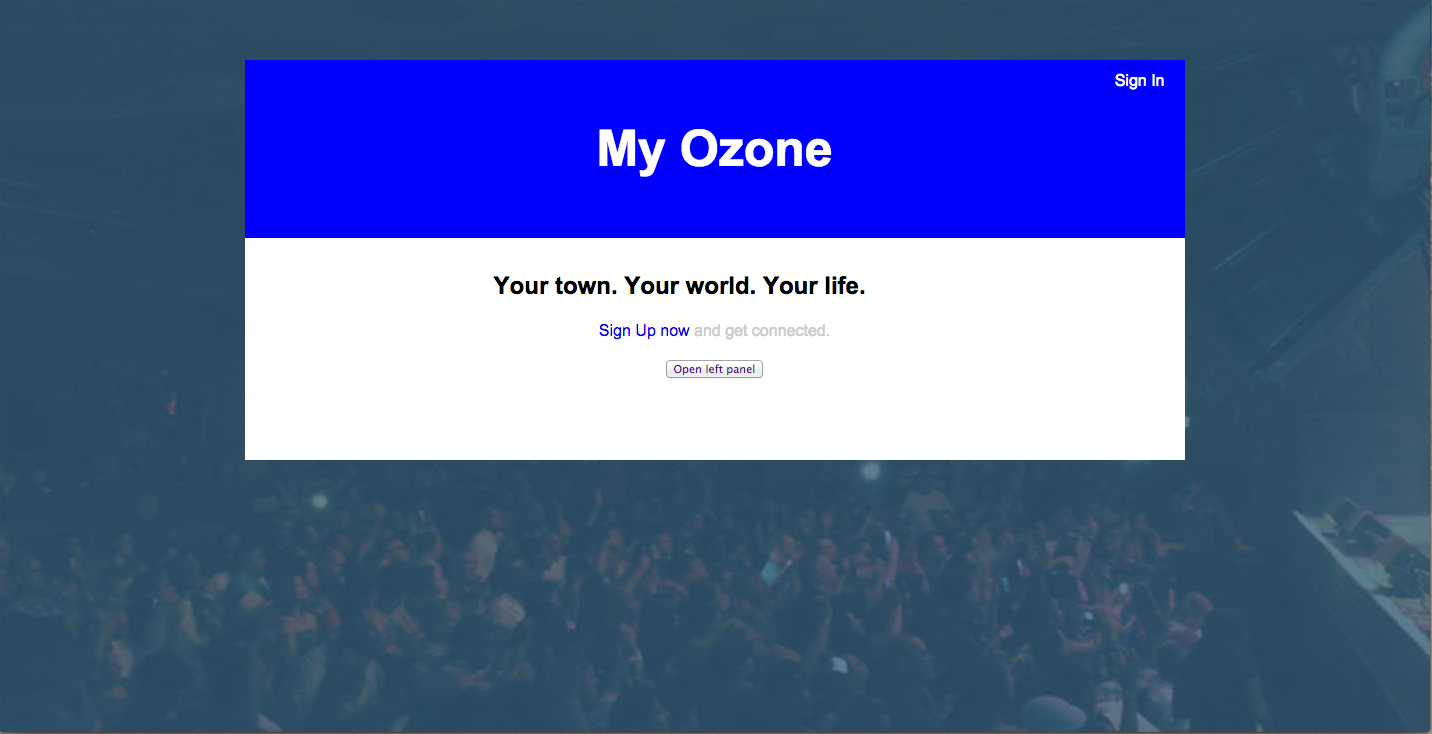 Sign In
My Ozone
Your town. Your world. Your life.
Sign Up now and get connected.
Open left panel